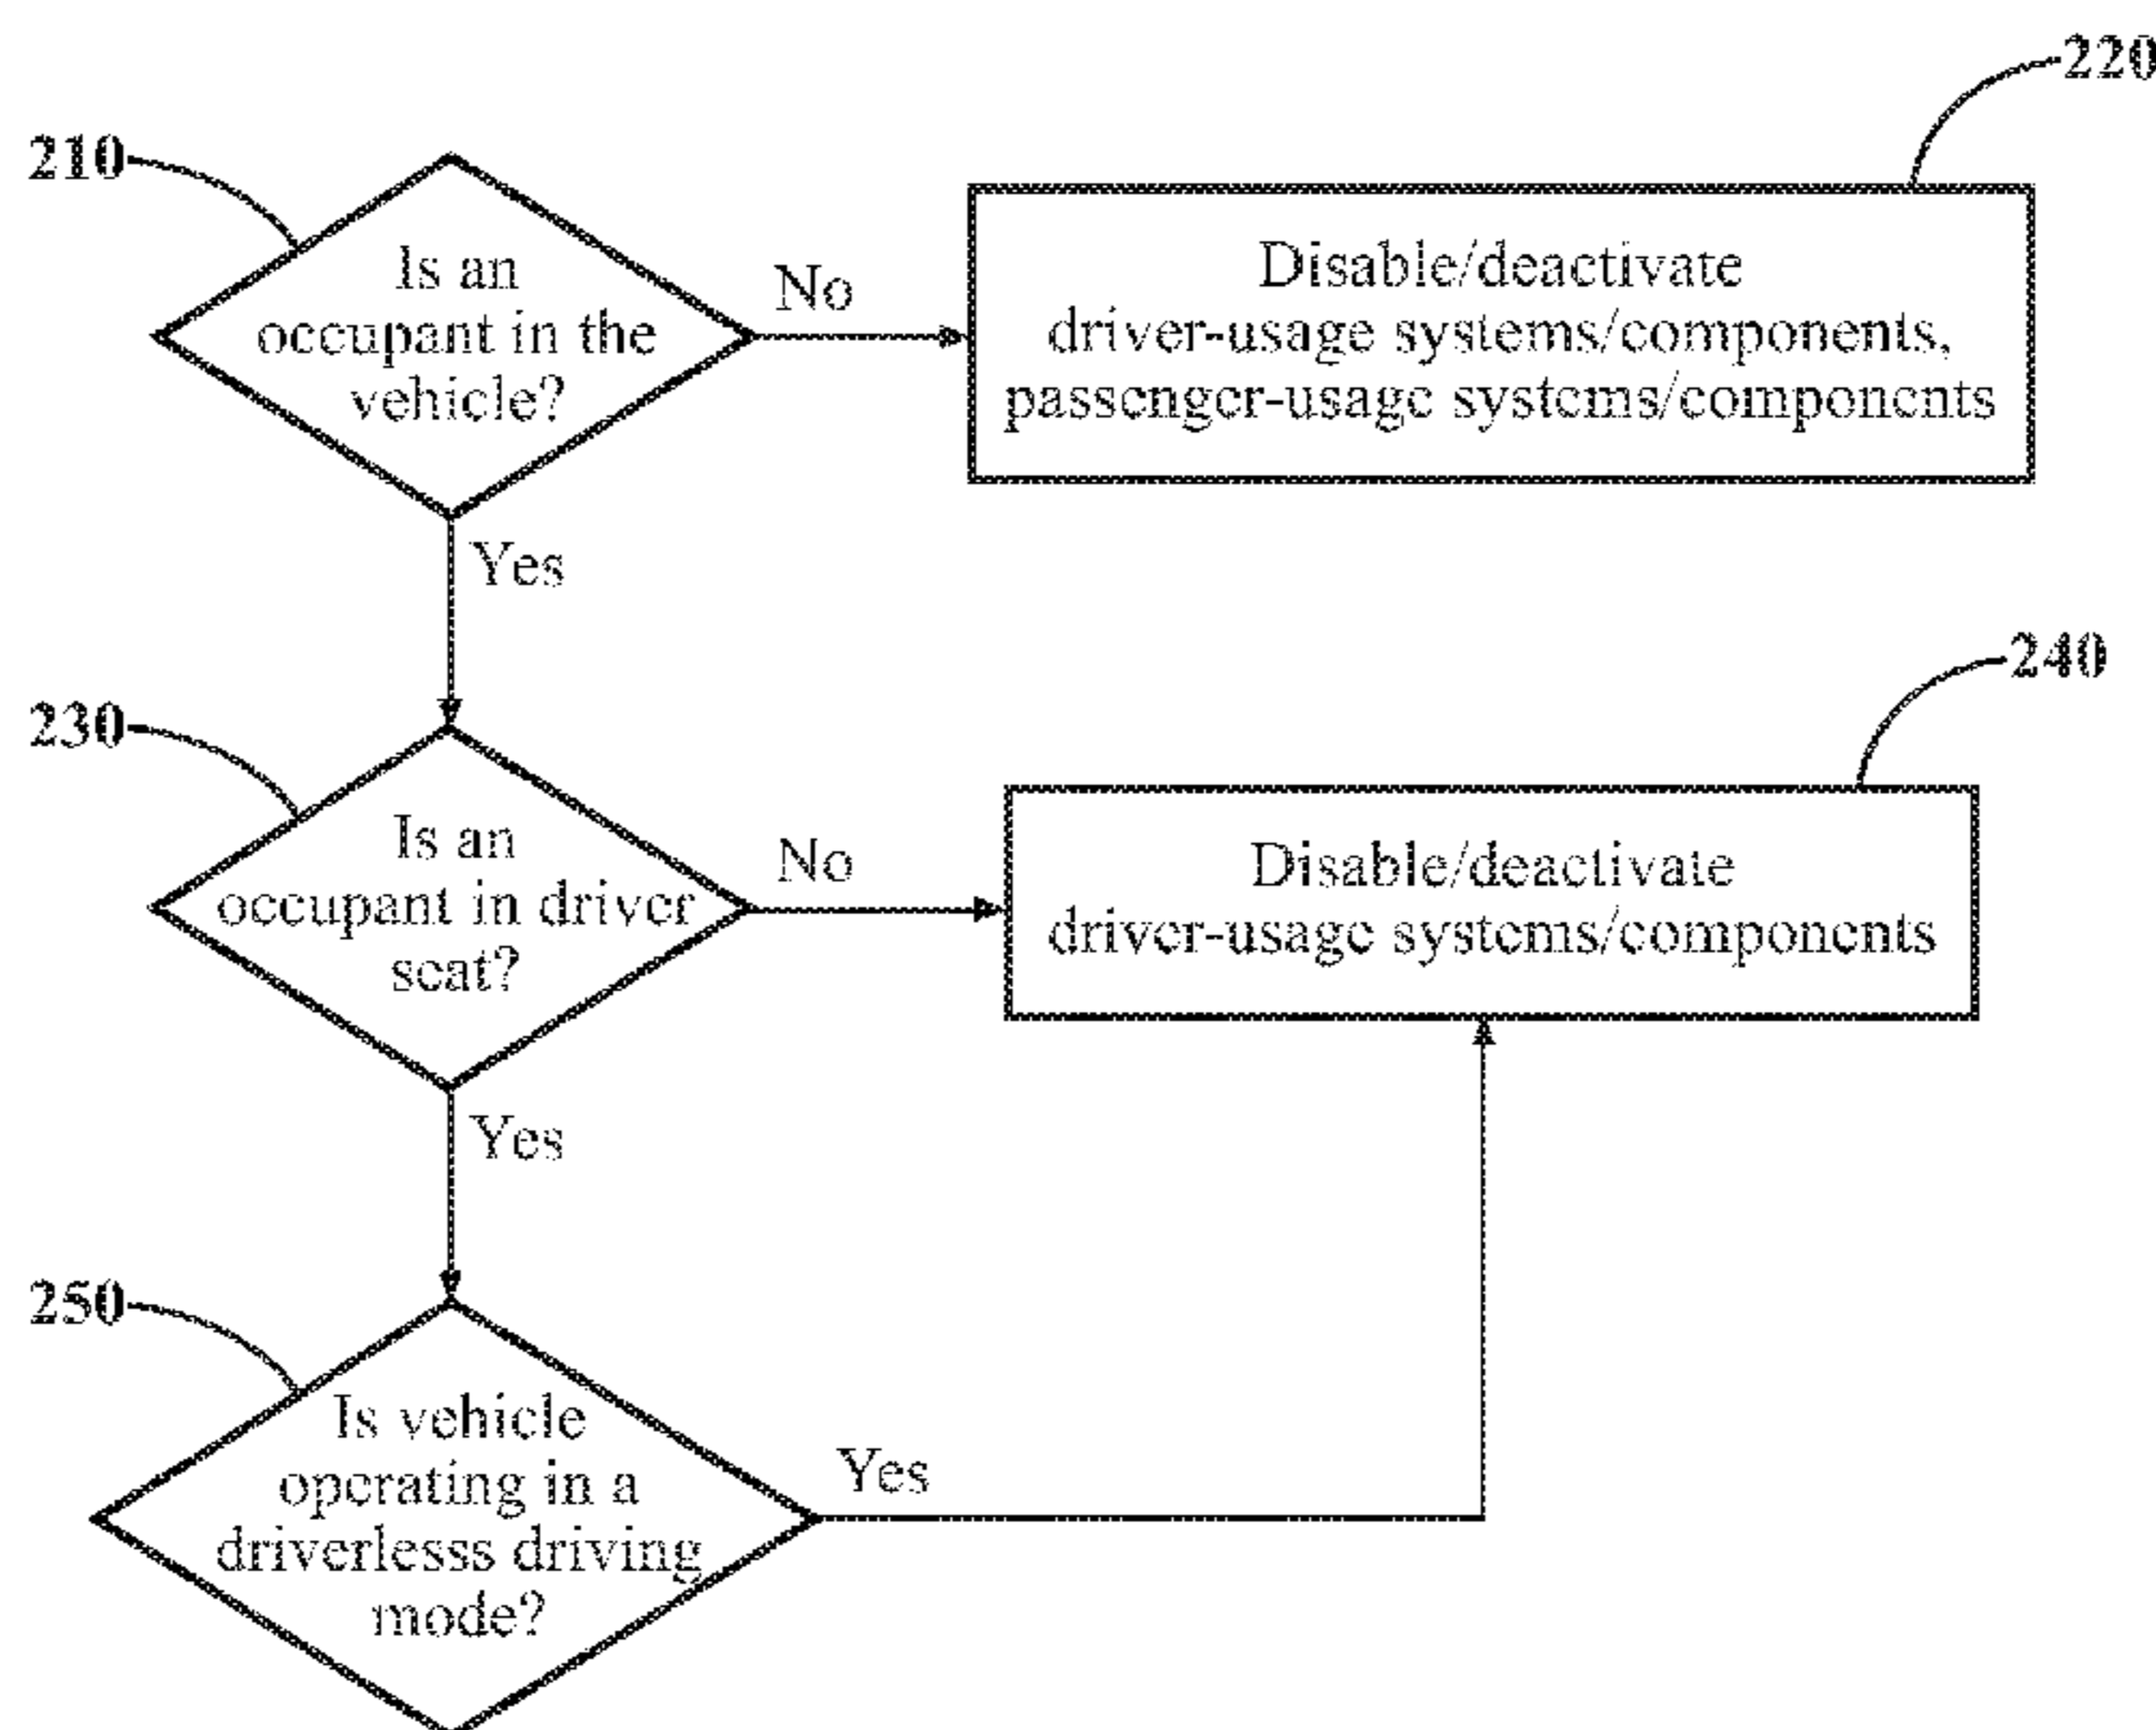 220
210
Is an
occupant in the
vehicle?
No
Disable/deactivate
driver-usage systems/components,
passenger-usage systems/components
Yes
240
230
Is an
occupant in driver
seat?
No
Disable/deactivate
driver-usage systems/components
Yes
250
Is vehicle
operating in a
driverlesss driving
mode?
Yes